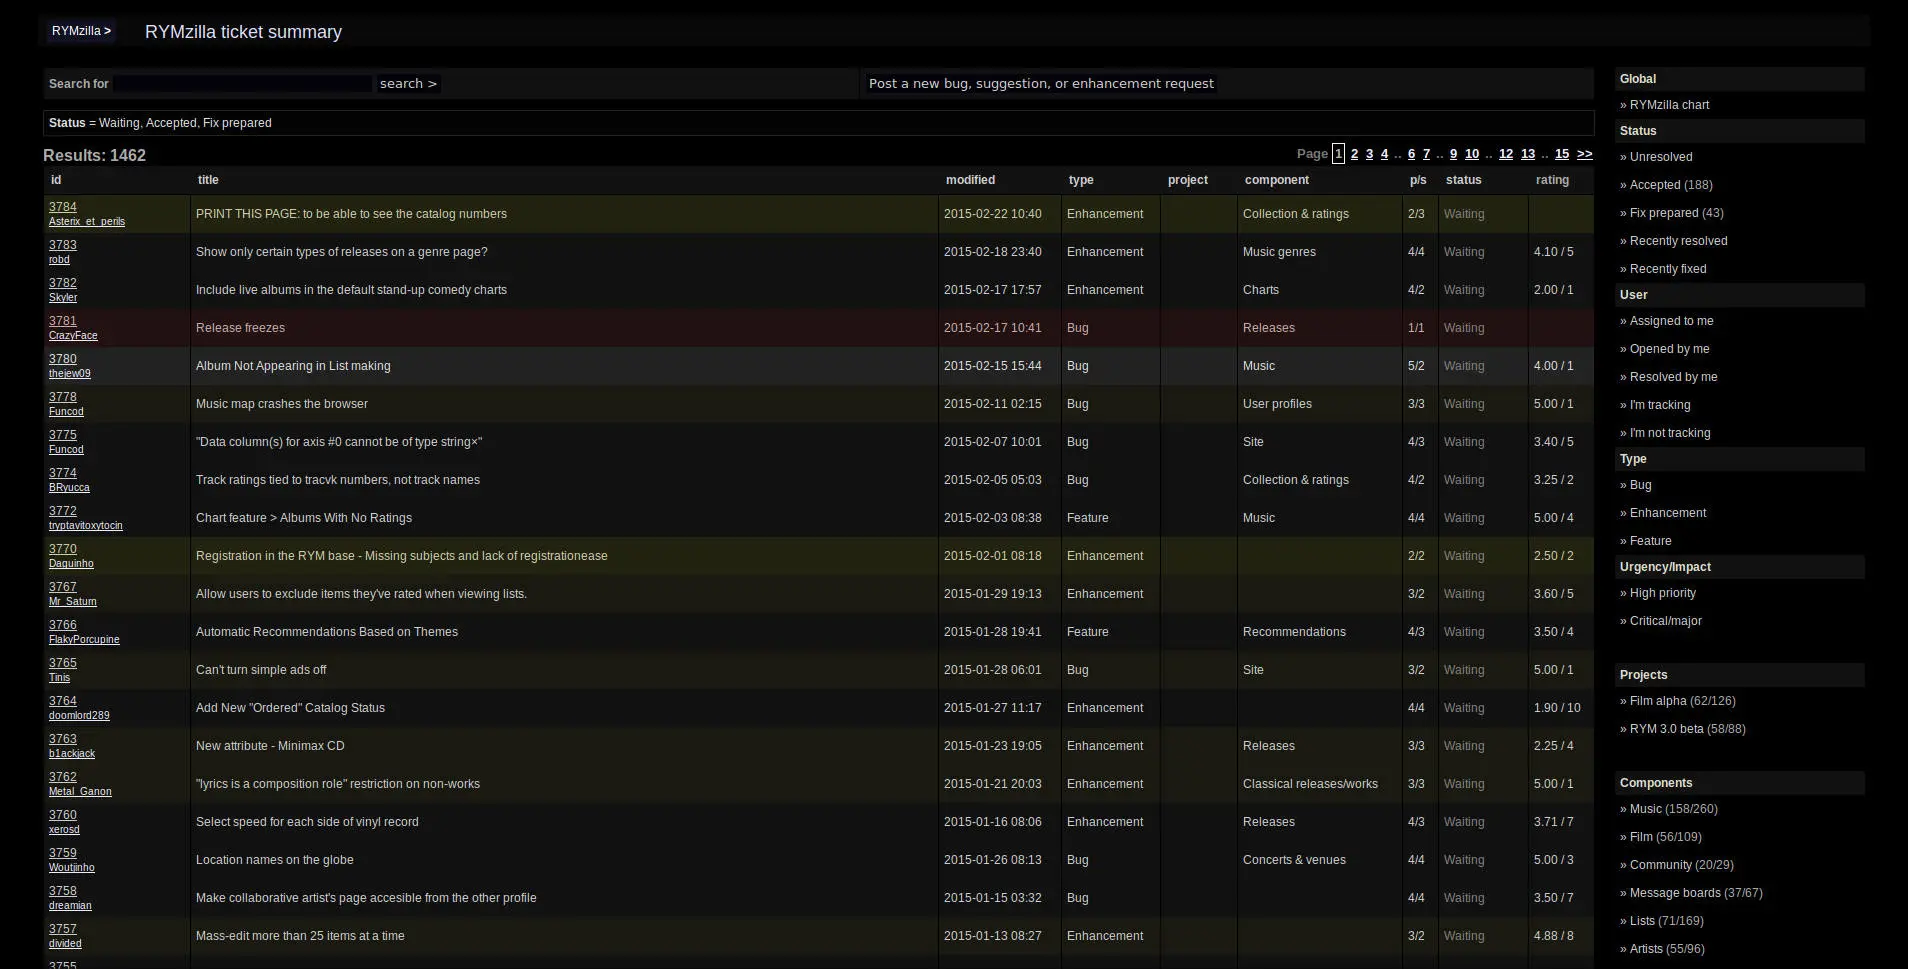 RYMzilla > RYMzilla ticket summary
Search for search > Post a new bug, suggestion, or enhancement request
Status = Waiting, Accepted, Fix prepared
Results: 1462 Page 1 2 3 4 .. 6 7 .. 9 10 .. 12 13 .. 15 >>
id title modified type project component p/s status rating
3784 PRINT THIS PAGE: to be able to see the catalog numbers 2015-02-22 10:40 Enhancement Collection & ratings 2/3 Waiting
Asterix_et_perils
3783 Show only certain types of releases on a genre page? 2015-02-18 23:40 Enhancement Music genres 4/4 Waiting 4.10 / 5
robd
3782 Include live albums in the default stand-up comedy charts 2015-02-17 17:57 Enhancement Charts 4/2 Waiting 2.00 / 1
Skyler
3781 Release freezes 2015-02-17 10:41 Bug Releases 1/1 Waiting
CrazyFace
3780 Album Not Appearing in List making 2015-02-15 15:44 Bug Music 5/2 Waiting 4.00 / 1
thejew09
3778 Music map crashes the browser 2015-02-11 02:15 Bug User profiles 3/3 Waiting 5.00 / 1
Funcod
3775 "Data column(s) for axis #0 cannot be of type string×" 2015-02-07 10:01 Bug Site 4/3 Waiting 3.40 / 5
Funcod
3774 Track ratings tied to tracvk numbers, not track names 2015-02-05 05:03 Bug Collection & ratings 4/2 Waiting 3.25 / 2
BRyucca
3772 Chart feature > Albums With No Ratings 2015-02-03 08:38 Feature Music 4/4 Waiting 5.00 / 4
tryptavitoxytocin
3770 Registration in the RYM base - Missing subjects and lack of registrationease 2015-02-01 08:18 Enhancement 2/2 Waiting 2.50 / 2
Daquinho
3767 Allow users to exclude items they've rated when viewing lists. 2015-01-29 19:13 Enhancement 3/2 Waiting 3.60 / 5
Mr_Saturn
3766 Automatic Recommendations Based on Themes 2015-01-28 19:41 Feature Recommendations 4/3 Waiting 3.50 / 4
FlakyPorcupine
3765 Can't turn simple ads off 2015-01-28 06:01 Bug Site 3/2 Waiting 5.00 / 1
Tinis
3764 Add New "Ordered" Catalog Status 2015-01-27 11:17 Enhancement 4/4 Waiting 1.90 / 10
doomlord289
3763 New attribute - Minimax CD 2015-01-23 19:05 Enhancement Releases 3/3 Waiting 2.25 / 4
b1ackjack
3762 "lyrics is a composition role" restriction on non-works 2015-01-21 20:03 Enhancement Classical releases/works 3/3 Waiting 5.00 / 1
Metal_Ganon
3760 Select speed for each side of vinyl record 2015-01-16 08:06 Enhancement Releases 4/3 Waiting 3.71 / 7
xerosd
3759 Location names on the globe 2015-01-26 08:13 Bug Concerts & venues 4/4 Waiting 5.00 / 3
Woutjinho
3758 Make collaborative artist's page accesible from the other profile 2015-01-15 03:32 Bug 4/4 Waiting 3.50 / 7
dreamian
3757 Mass-edit more than 25 items at a time 2015-01-13 08:27 Enhancement 3/2 Waiting 4.88 / 8
divided
3755
Global
» RYMzilla chart
Status
» Unresolved
» Accepted (188)
» Fix prepared (43)
» Recently resolved
» Recently fixed
User
» Assigned to me
» Opened by me
» Resolved by me
» I'm tracking
» I'm not tracking
Type
» Bug
» Enhancement
» Feature
Urgency/Impact
» High priority
» Critical/major
Projects
» Film alpha (62/126)
» RYM 3.0 beta (58/88)
Components
» Music (158/260)
» Film (56/109)
» Community (20/29)
» Message boards (37/67)
» Lists (71/169)
» Artists (55/96)